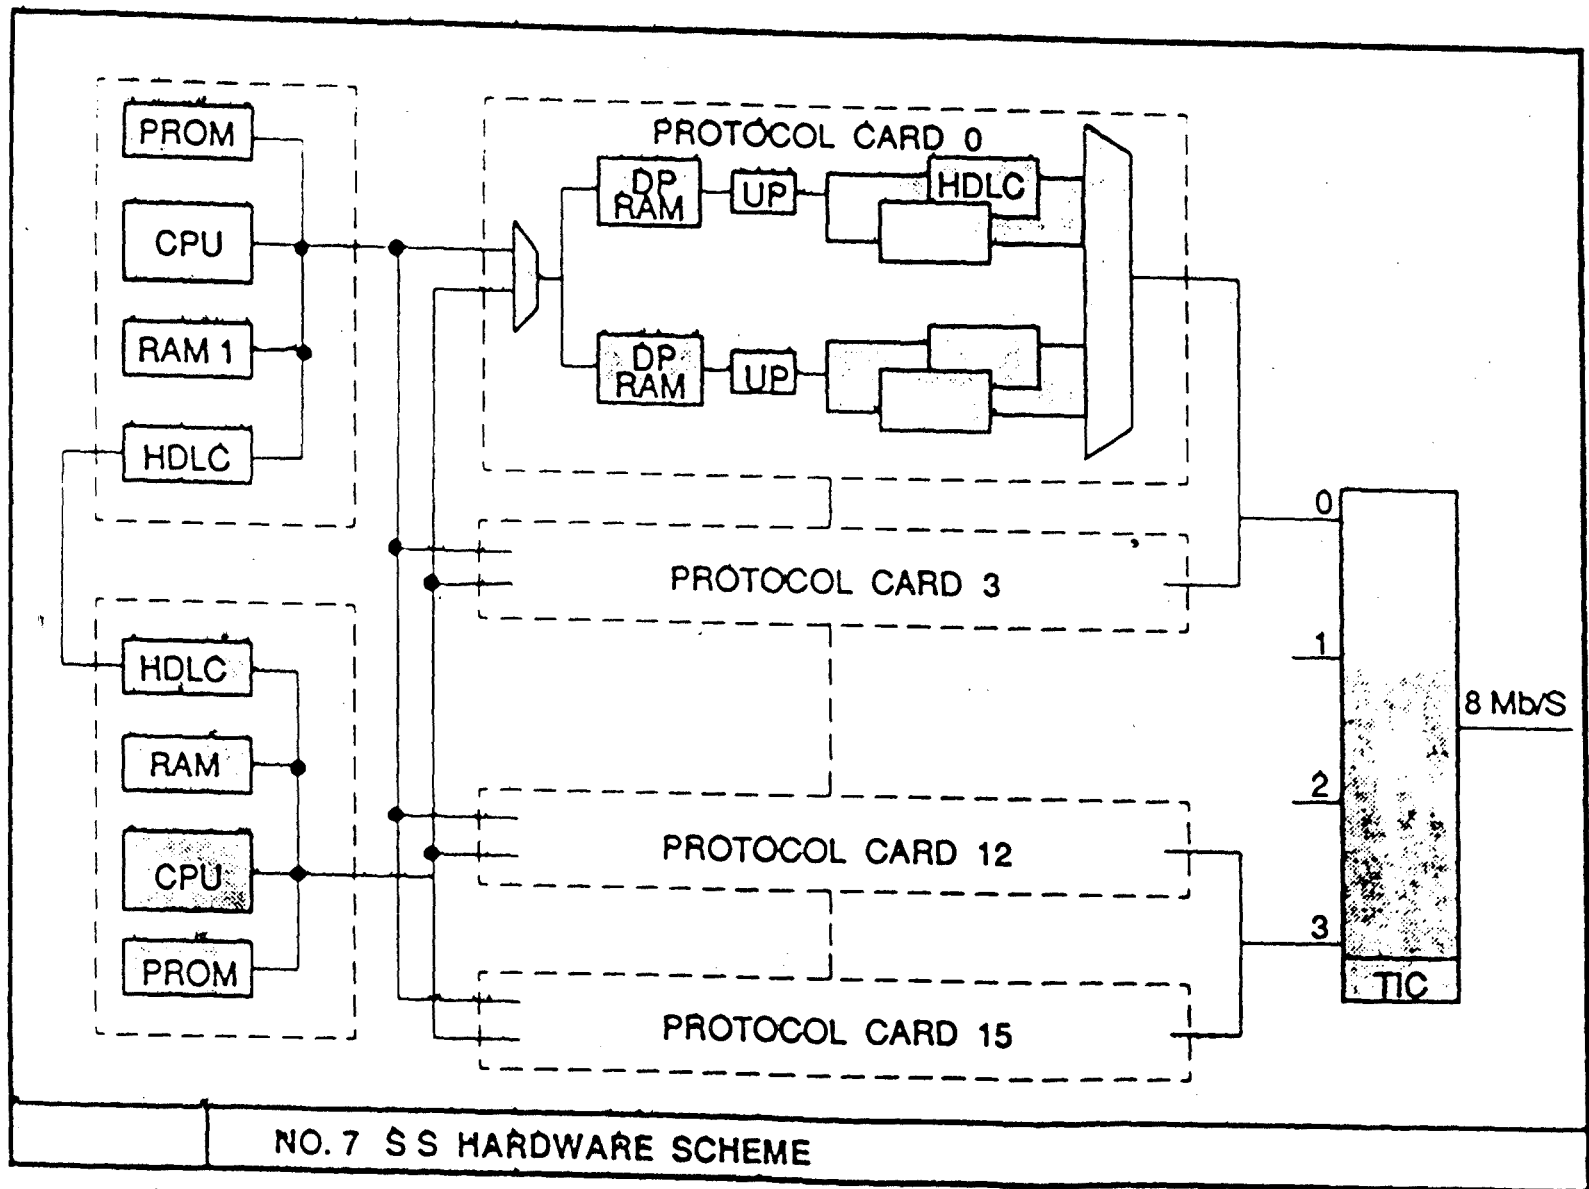 PROM
CPU
RAM 1
HDLC
PROTOCOL CARD 0
DP
RAM
UP
HDLC
DP
RAM
UP
PROTOCOL CARD 3
HDLC
RAM
CPU
PROM
PROTOCOL CARD 12
PROTOCOL CARD 15
0
1
2
3
8 Mb/S
TIC
NO. 7 S S HARDWARE SCHEME